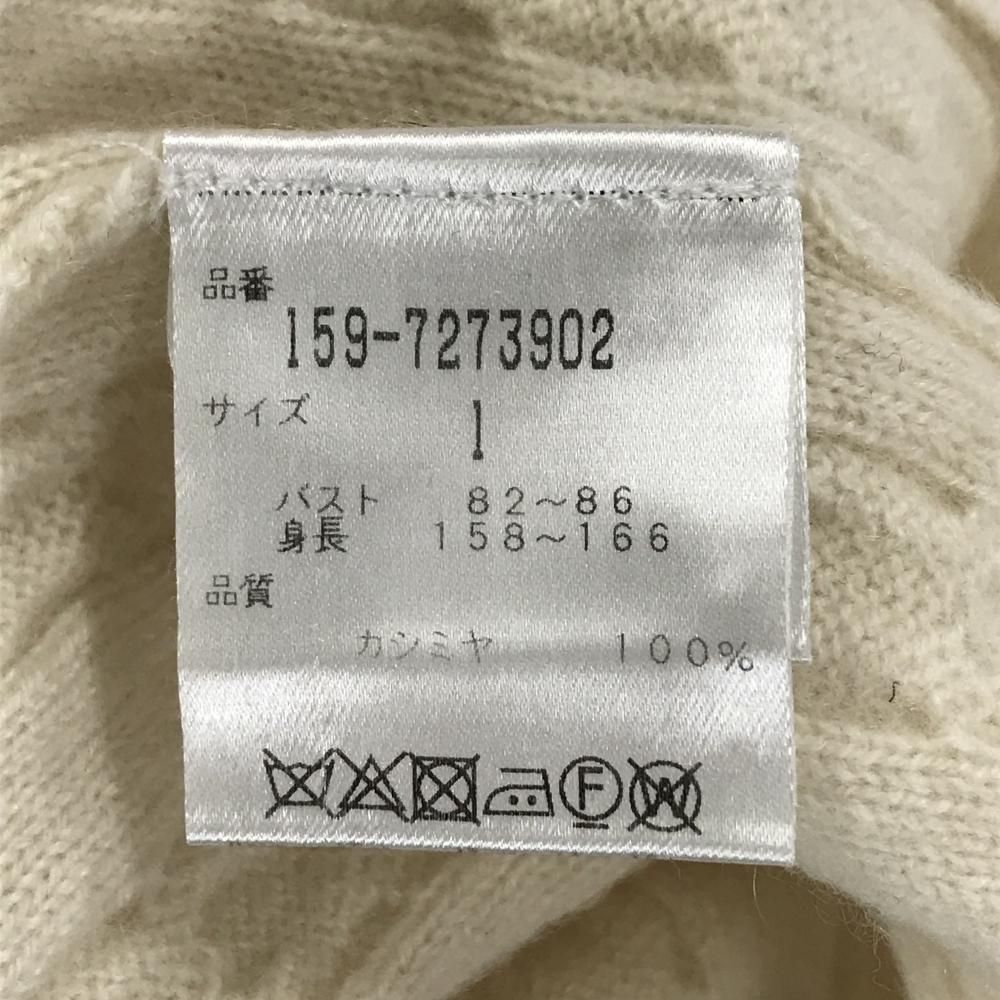 品番
159-7273902
サイズ 1
バスト 82～86
身長 158～166
品質
カシミヤ 100%
F W